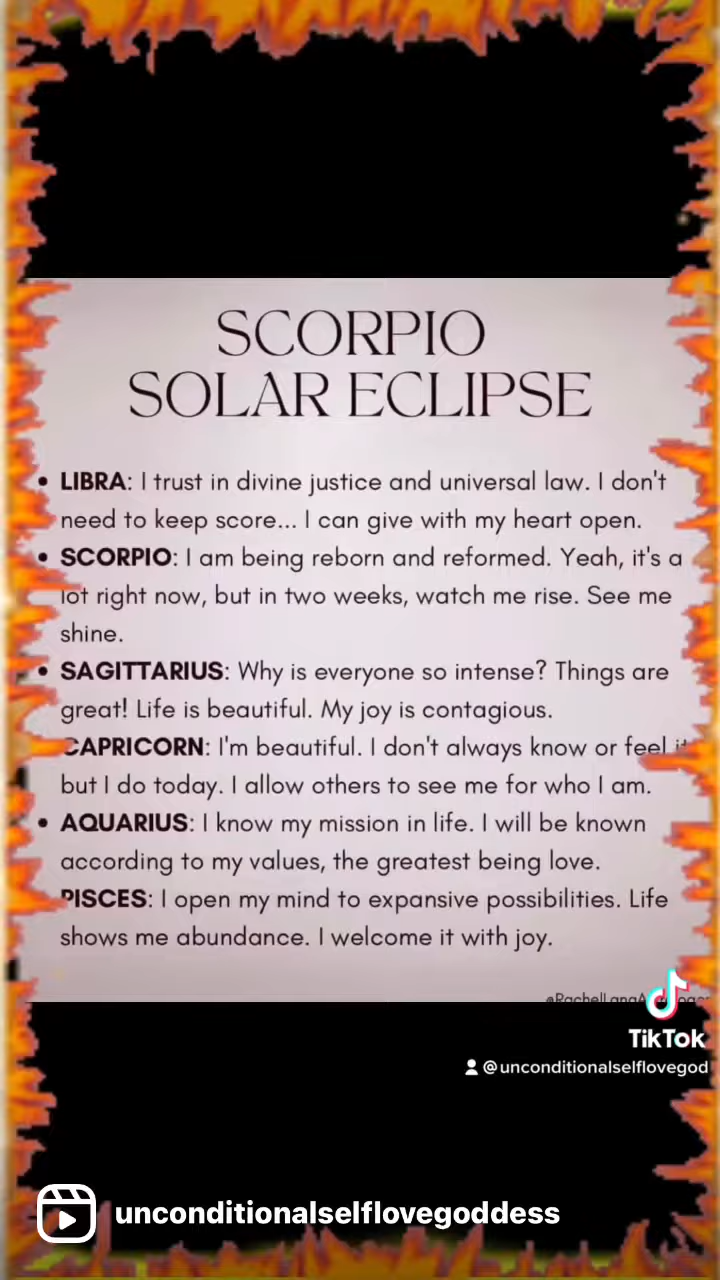 SCORPIO
SOLAR ECLIPSE
• LIBRA: I trust in divine justice and universal law. I don't
need to keep score... I can give with my heart open.
• SCORPIO: I am being reborn and reformed. Yeah, it's a
lot right now, but in two weeks, watch me rise. See me
shine.
• SAGITTARIUS: Why is everyone so intense? Things are
great! Life is beautiful. My joy is contagious.
CAPRICORN: I'm beautiful. I don't always know or feel it
but I do today. I allow others to see me for who I am.
• AQUARIUS: I know my mission in life. I will be known
according to my values, the greatest being love.
PISCES: I open my mind to expansive possibilities. Life
shows me abundance. I welcome it with joy.
TikTok
@unconditionalselflovegod
unconditionalselflovegoddess